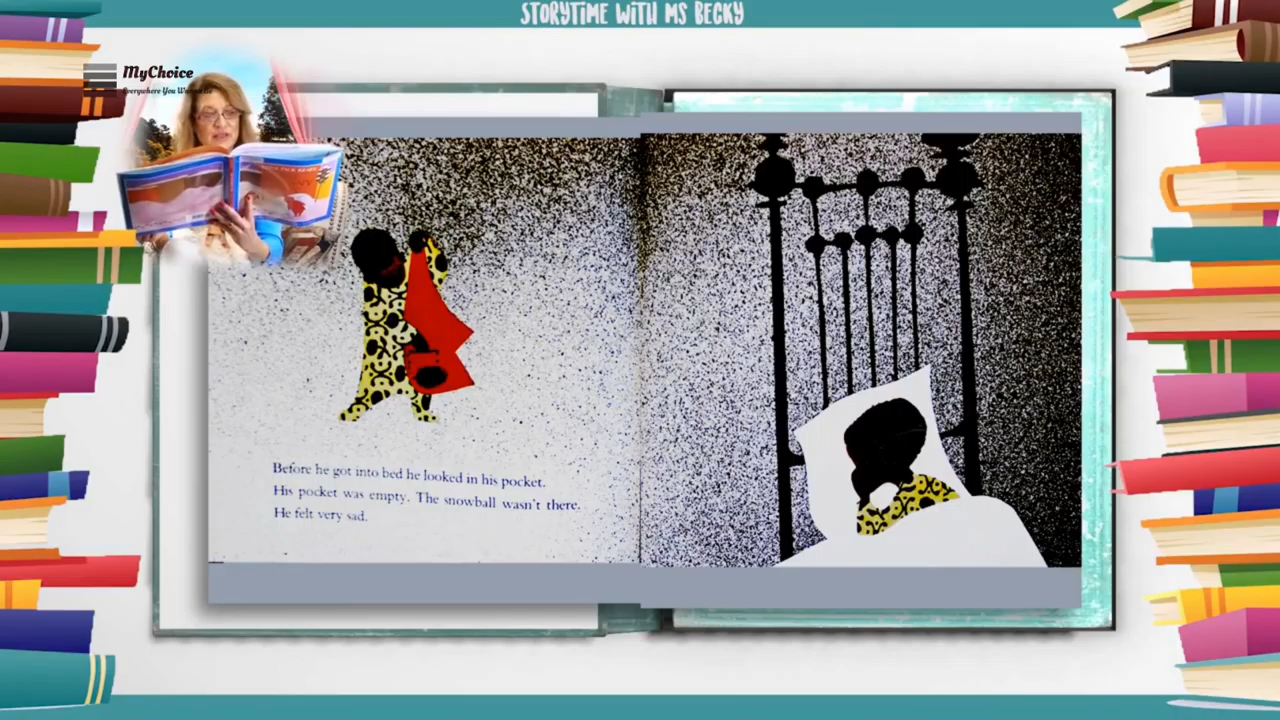 STORYTIME WITH MS BECKY
MyChoice
Before he got into bed he looked in his pocket.
His pocket was empty. The snowball wasn't there.
He felt very sad.